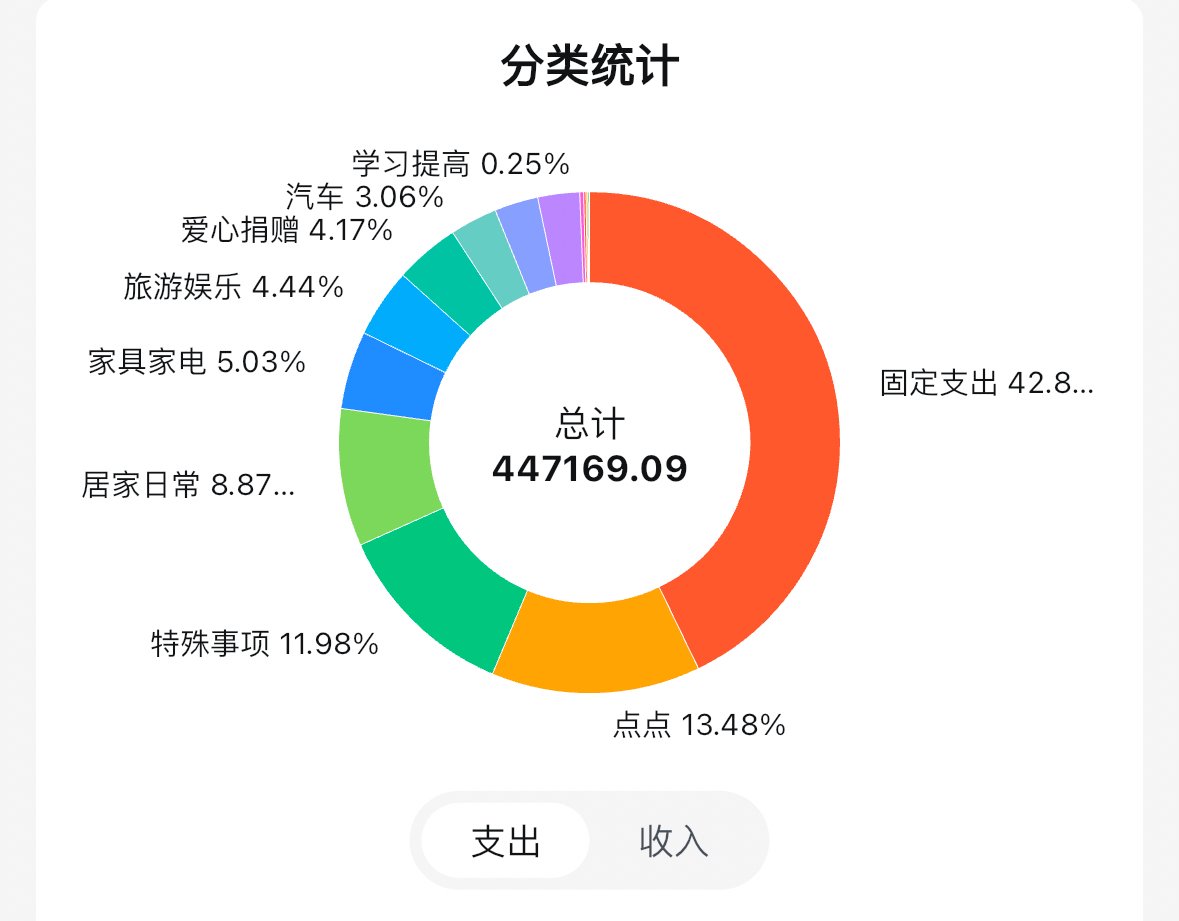 分类统计
学习提高 0.25%
汽车 3.06%
爱心捐赠 4.17%
旅游娱乐 4.44%
家具家电 5.03%
固定支出 42.8...
总计
447169.09
居家日常 8.87...
特殊事项 11.98%
点点 13.48%
支出
收入